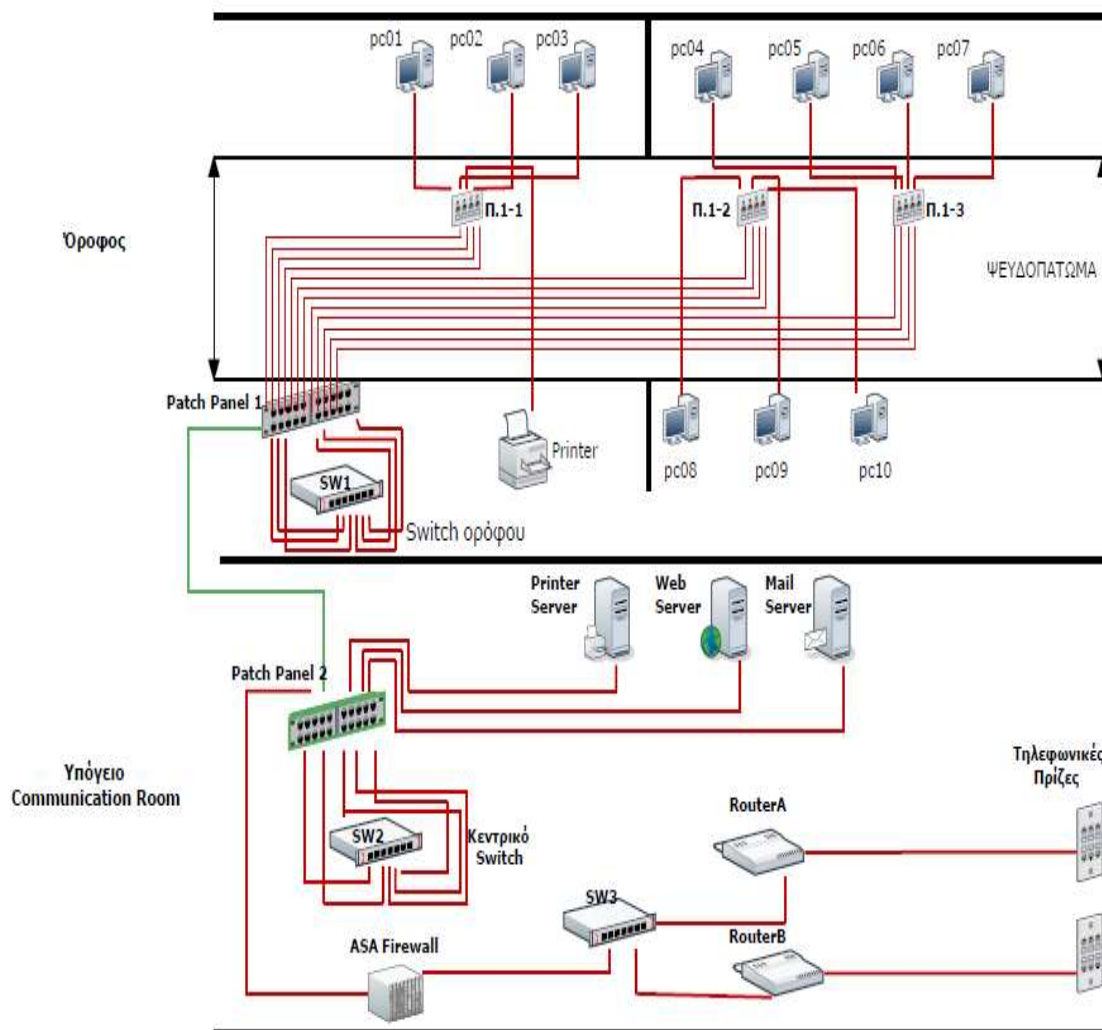 pc01
pc02
pc03
pc04
pc05
pc06
pc07
Π.1-1
Π.1-2
Π.1-3
Όροφος
ΨΕΥΔΟΠΑΤΩΜΑ
Patch Panel 1
SW1
Switch ορόφου
Printer
pc08
pc09
pc10
Printer
Server
Web
Server
Mail
Server
Patch Panel 2
Υπόγειο
Communication Room
SW2
Κεντρικό
Switch
Τηλεφωνικές
Πρίζες
RouterA
SW3
RouterB
ASA Firewall